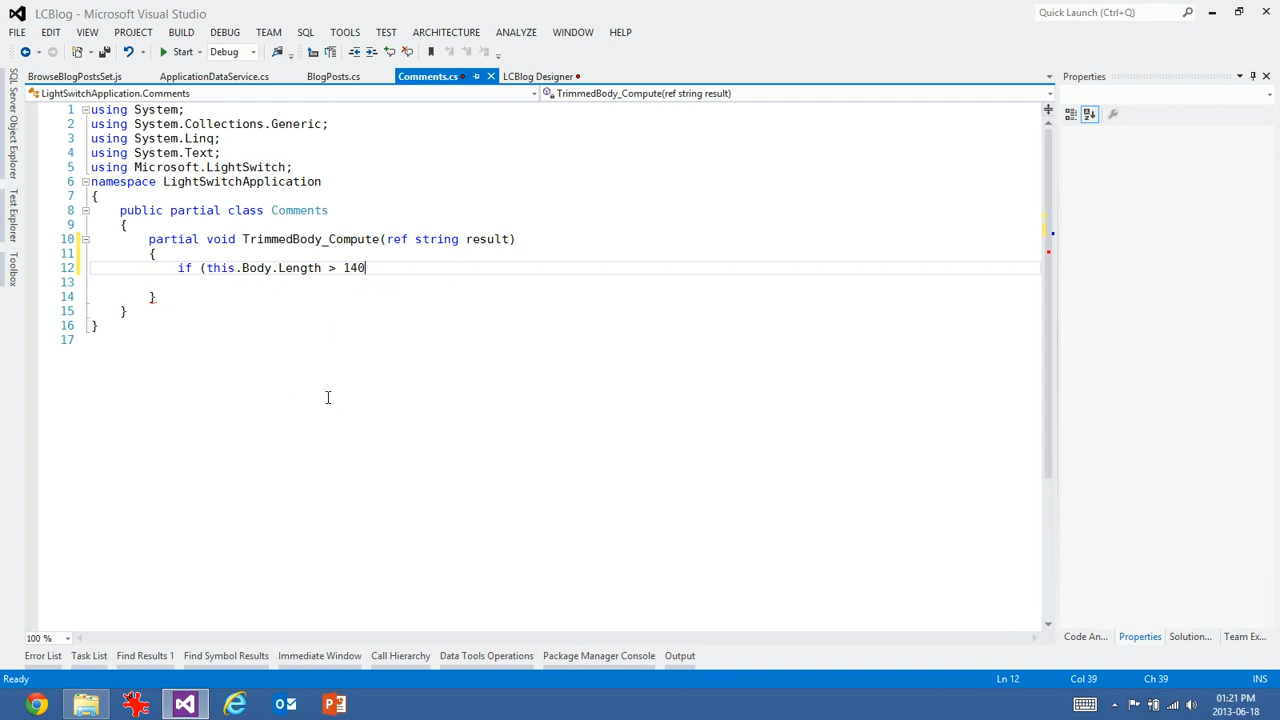 LCBlog - Microsoft Visual Studio
Quick Launch (Ctrl+Q)
FILE EDIT VIEW PROJECT BUILD DEBUG TEAM SQL TOOLS TEST ARCHITECTURE ANALYZE WINDOW HELP
Start Debug
BrowseBlogPostsSet.js ApplicationDataService.cs BlogPosts.cs Comments.cs LCBlog Designer
Properties
LightSwitchApplication.Comments TrimmedBody_Compute(ref string result)
SQL Server Object Explorer
Test Explorer
Toolbox
1 using System;
2 using System.Collections.Generic;
3 using System.Linq;
4 using System.Text;
5 using Microsoft.LightSwitch;
6 namespace LightSwitchApplication
7 {
8 public partial class Comments
9 {
10 partial void TrimmedBody_Compute(ref string result)
11 {
12 if (this.Body.Length > 140
13
14 }
15 }
16 }
17
100 %
Code An... Properties Solution... Team Ex...
Error List Task List Find Results 1 Find Symbol Results Immediate Window Call Hierarchy Data Tools Operations Package Manager Console Output
Ready Ln 12 Col 39 Ch 39 INS
01:21 PM
2013-06-18